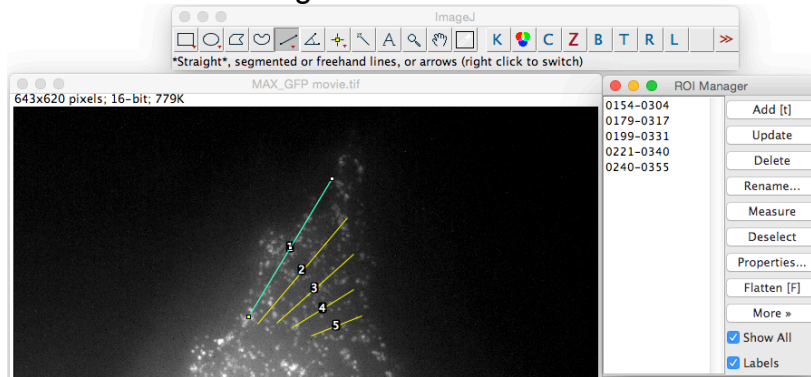 ImageJ
A K C Z B T R L »
*Straight*, segmented or freehand lines, or arrows (right click to switch)
MAX_GFP movie.tif
643x620 pixels; 16-bit; 779K
1
2
3
4
5
ROI Manager
0154-0304
0179-0317
0199-0331
0221-0340
0240-0355
Add [t]
Update
Delete
Rename...
Measure
Deselect
Properties...
Flatten [F]
More »
Show All
Labels